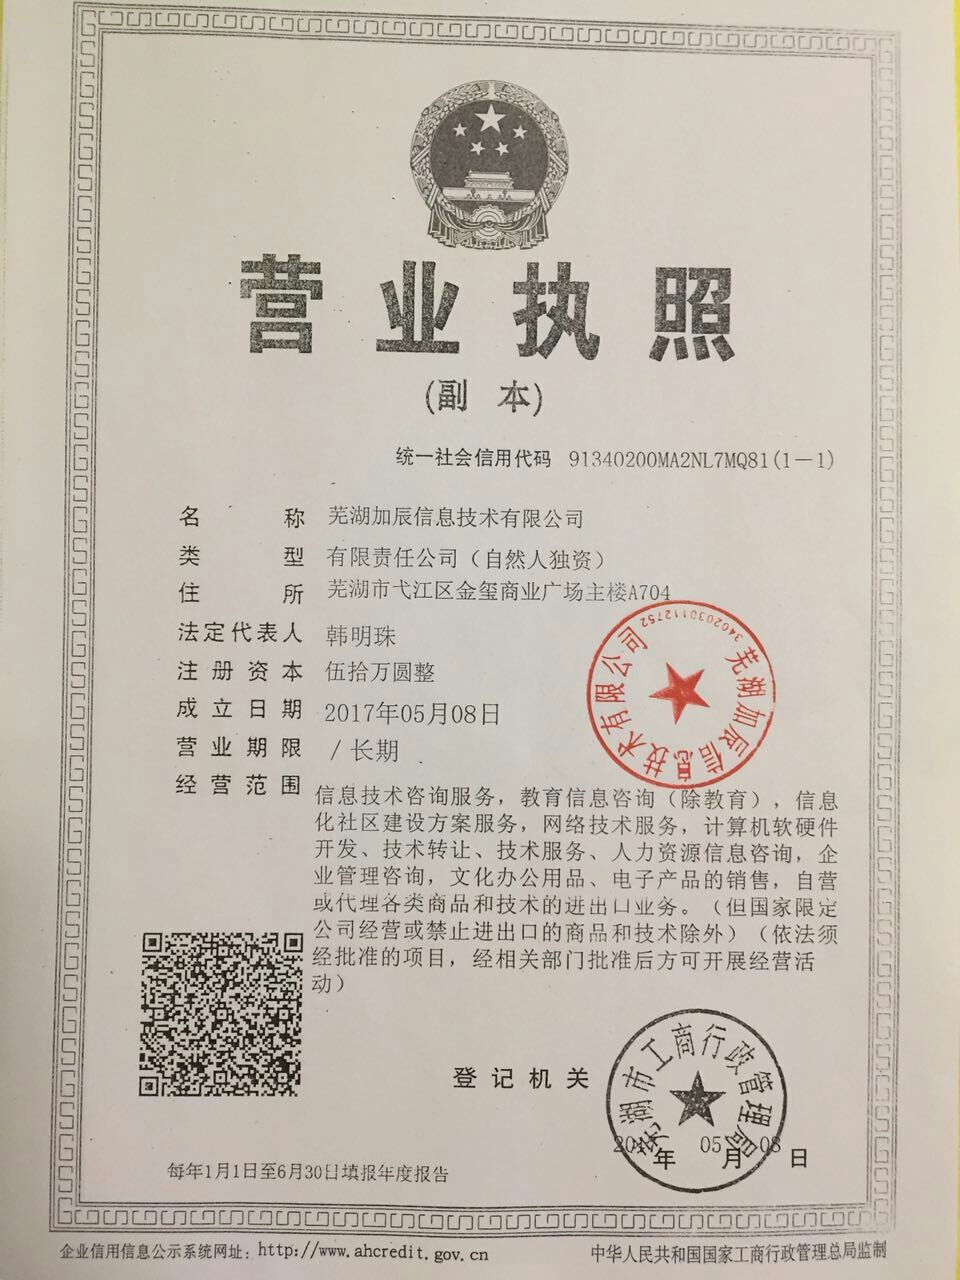 营业执照
(副 本)
统一社会信用代码 91340200MA2NL7MQ81(1-1)
名 称 芜湖加辰信息技术有限公司
类 型 有限责任公司（自然人独资）
住 所 芜湖市弋江区金玺商业广场主楼A704
法定代表人 韩明珠
注册资本 伍拾万圆整
成立日期 2017年05月08日
营业期限 / 长期
经营范围 信息技术咨询服务，教育信息咨询（除教育），信息
化社区建设方案服务，网络技术服务，计算机软硬件
开发、技术转让、技术服务、人力资源信息咨询，企
业管理咨询，文化办公用品、电子产品的销售，自营
或代理各类商品和技术的进出口业务。（但国家限定
公司经营或禁止进出口的商品和技术除外）（依法须
经批准的项目，经相关部门批准后方可开展经营活
动）
芜湖加辰信息技术有限公司
3402030112752
登记机关
芜湖市工商行政管理局
年 05月08日
每年1月1日至6月30日填报年度报告
企业信用信息公示系统网址：http://www.ahcredit.gov.cn
中华人民共和国国家工商行政管理总局监制